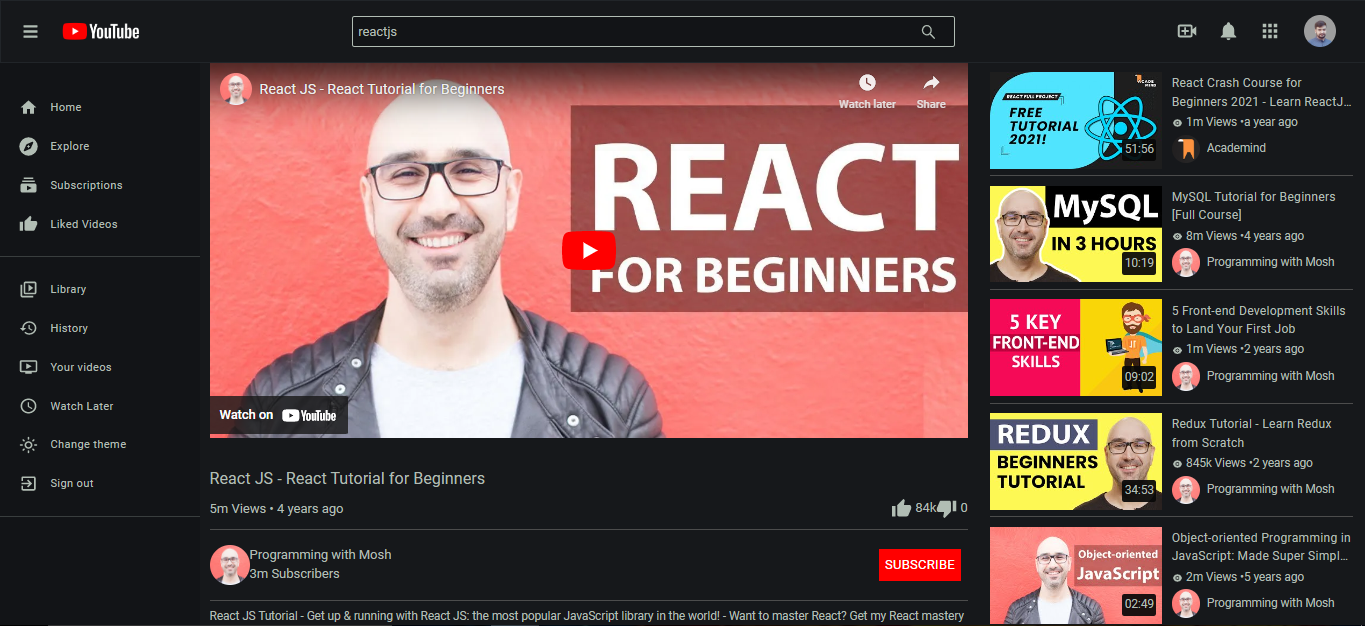 YouTube
reactjs
Home
Explore
Subscriptions
Liked Videos
Library
History
Your videos
Watch Later
Change theme
Sign out
React JS - React Tutorial for Beginners
Watch later
Share
REACT
FOR BEGINNERS
Watch on YouTube
React JS - React Tutorial for Beginners
5m Views • 4 years ago
84k 0
Programming with Mosh
3m Subscribers
SUBSCRIBE
React JS Tutorial - Get up & running with React JS: the most popular JavaScript library in the world! - Want to master React? Get my React mastery
REACT FULL PROJECT
FREE
TUTORIAL
2021!
51:56
React Crash Course for
Beginners 2021 - Learn ReactJ...
1m Views •a year ago
Academind
MySQL
IN 3 HOURS
10:19
MySQL Tutorial for Beginners
[Full Course]
8m Views •4 years ago
Programming with Mosh
5 KEY
FRONT-END
SKILLS
09:02
5 Front-end Development Skills
to Land Your First Job
1m Views •2 years ago
Programming with Mosh
REDUX
BEGINNERS
TUTORIAL
34:53
Redux Tutorial - Learn Redux
from Scratch
845k Views •2 years ago
Programming with Mosh
Object-oriented
JavaScript
02:49
Object-oriented Programming in
JavaScript: Made Super Simpl...
2m Views •5 years ago
Programming with Mosh